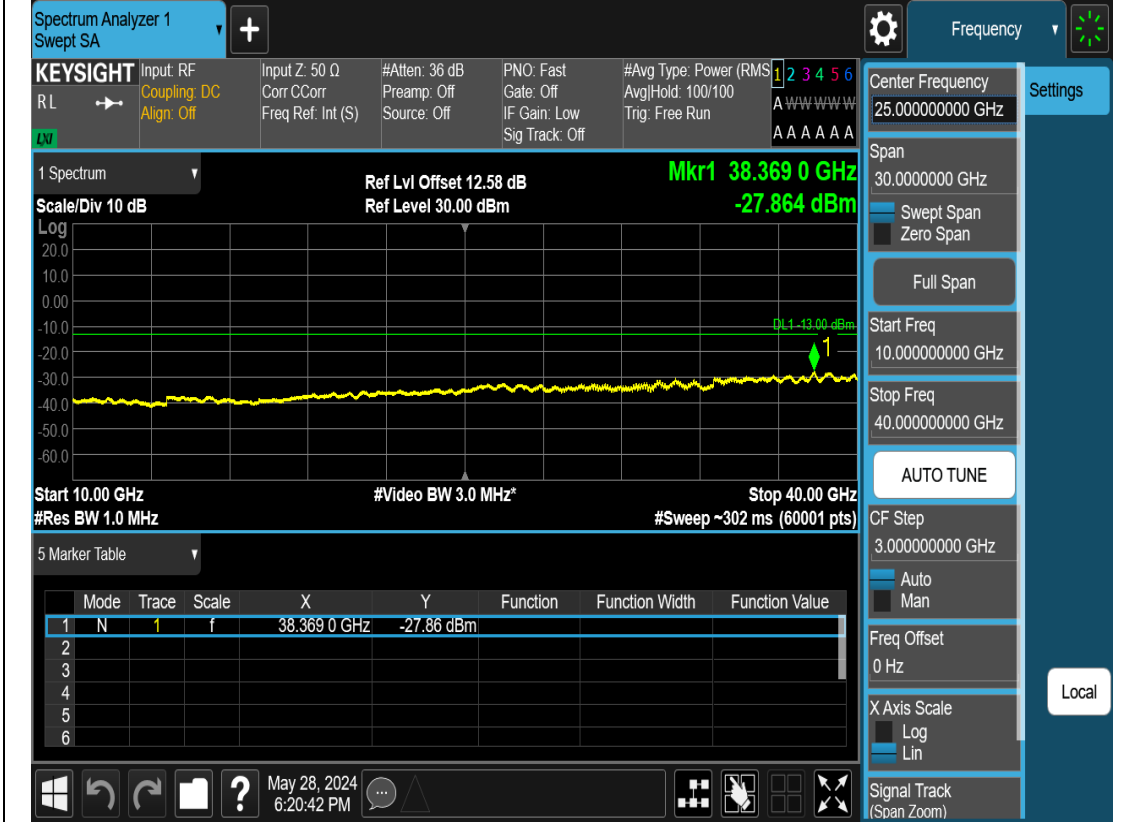 Spectrum Analyzer 1
Swept SA
Frequency
KEYSIGHT
RL
LXI
Input: RF
Coupling: DC
Align: Off
Input Z: 50 Ω
Corr CCorr
Freq Ref: Int (S)
#Atten: 36 dB
Preamp: Off
Source: Off
PNO: Fast
Gate: Off
IF Gain: Low
Sig Track: Off
#Avg Type: Power (RMS
Avg|Hold: 100/100
Trig: Free Run
1 2 3 4 5 6
A W W W W W
A A A A A A
1 Spectrum
Scale/Div 10 dB
Ref Lvl Offset 12.58 dB
Ref Level 30.00 dBm
Mkr1 38.369 0 GHz
-27.864 dBm
Log
20.0
10.0
0.00
-10.0
-20.0
-30.0
-40.0
-50.0
-60.0
DL1 -13.00 dBm
1
Start 10.00 GHz
#Video BW 3.0 MHz*
Stop 40.00 GHz
#Res BW 1.0 MHz
#Sweep ~302 ms (60001 pts)
5 Marker Table
Mode Trace Scale X Y Function Function Width Function Value
1 N 1 f 38.369 0 GHz -27.86 dBm
2
3
4
5
6
Center Frequency
25.000000000 GHz
Settings
Span
30.0000000 GHz
Swept Span
Zero Span
Full Span
Start Freq
10.000000000 GHz
Stop Freq
40.000000000 GHz
AUTO TUNE
CF Step
3.000000000 GHz
Auto
Man
Freq Offset
0 Hz
Local
X Axis Scale
Log
Lin
Signal Track
(Span Zoom)
?
May 28, 2024
6:20:42 PM